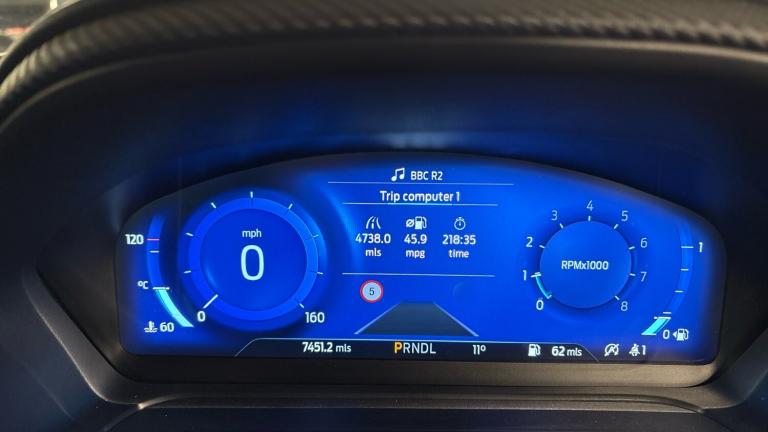 BBC R2
Trip computer 1
4738.0 45.9 218:35
mls mpg time
120
°C
60
mph
0
0 160
5
0 1 2 3 4 5 6 7 8
RPMx1000
1
0
7451.2 mls PRNDL 11° 62 mls 1